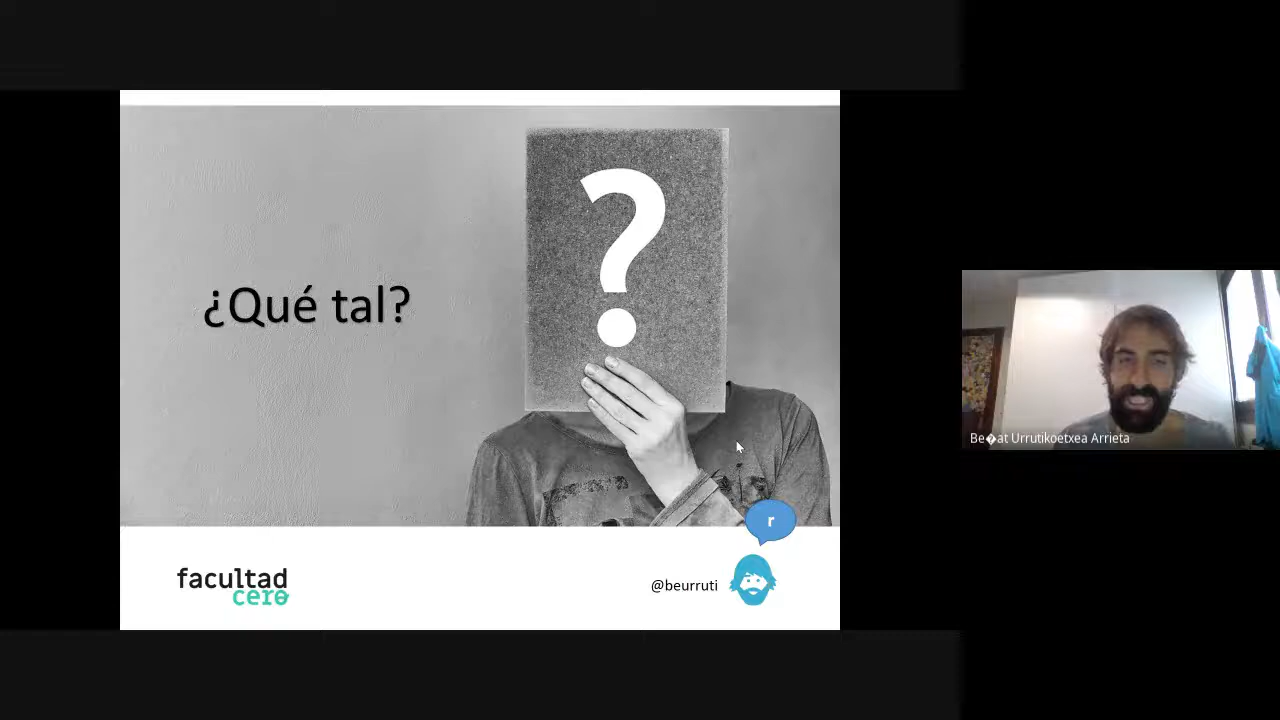 ?
¿Qué tal?
r
facultad
cero
@beurruti
Be�at Urrutikoetxea Arrieta